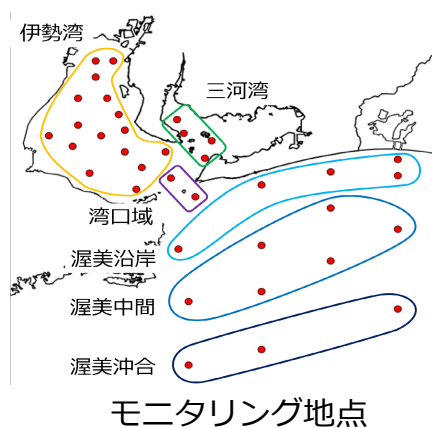 伊勢湾
三河湾
湾口域
渥美沿岸
渥美中間
渥美沖合
モニタリング地点